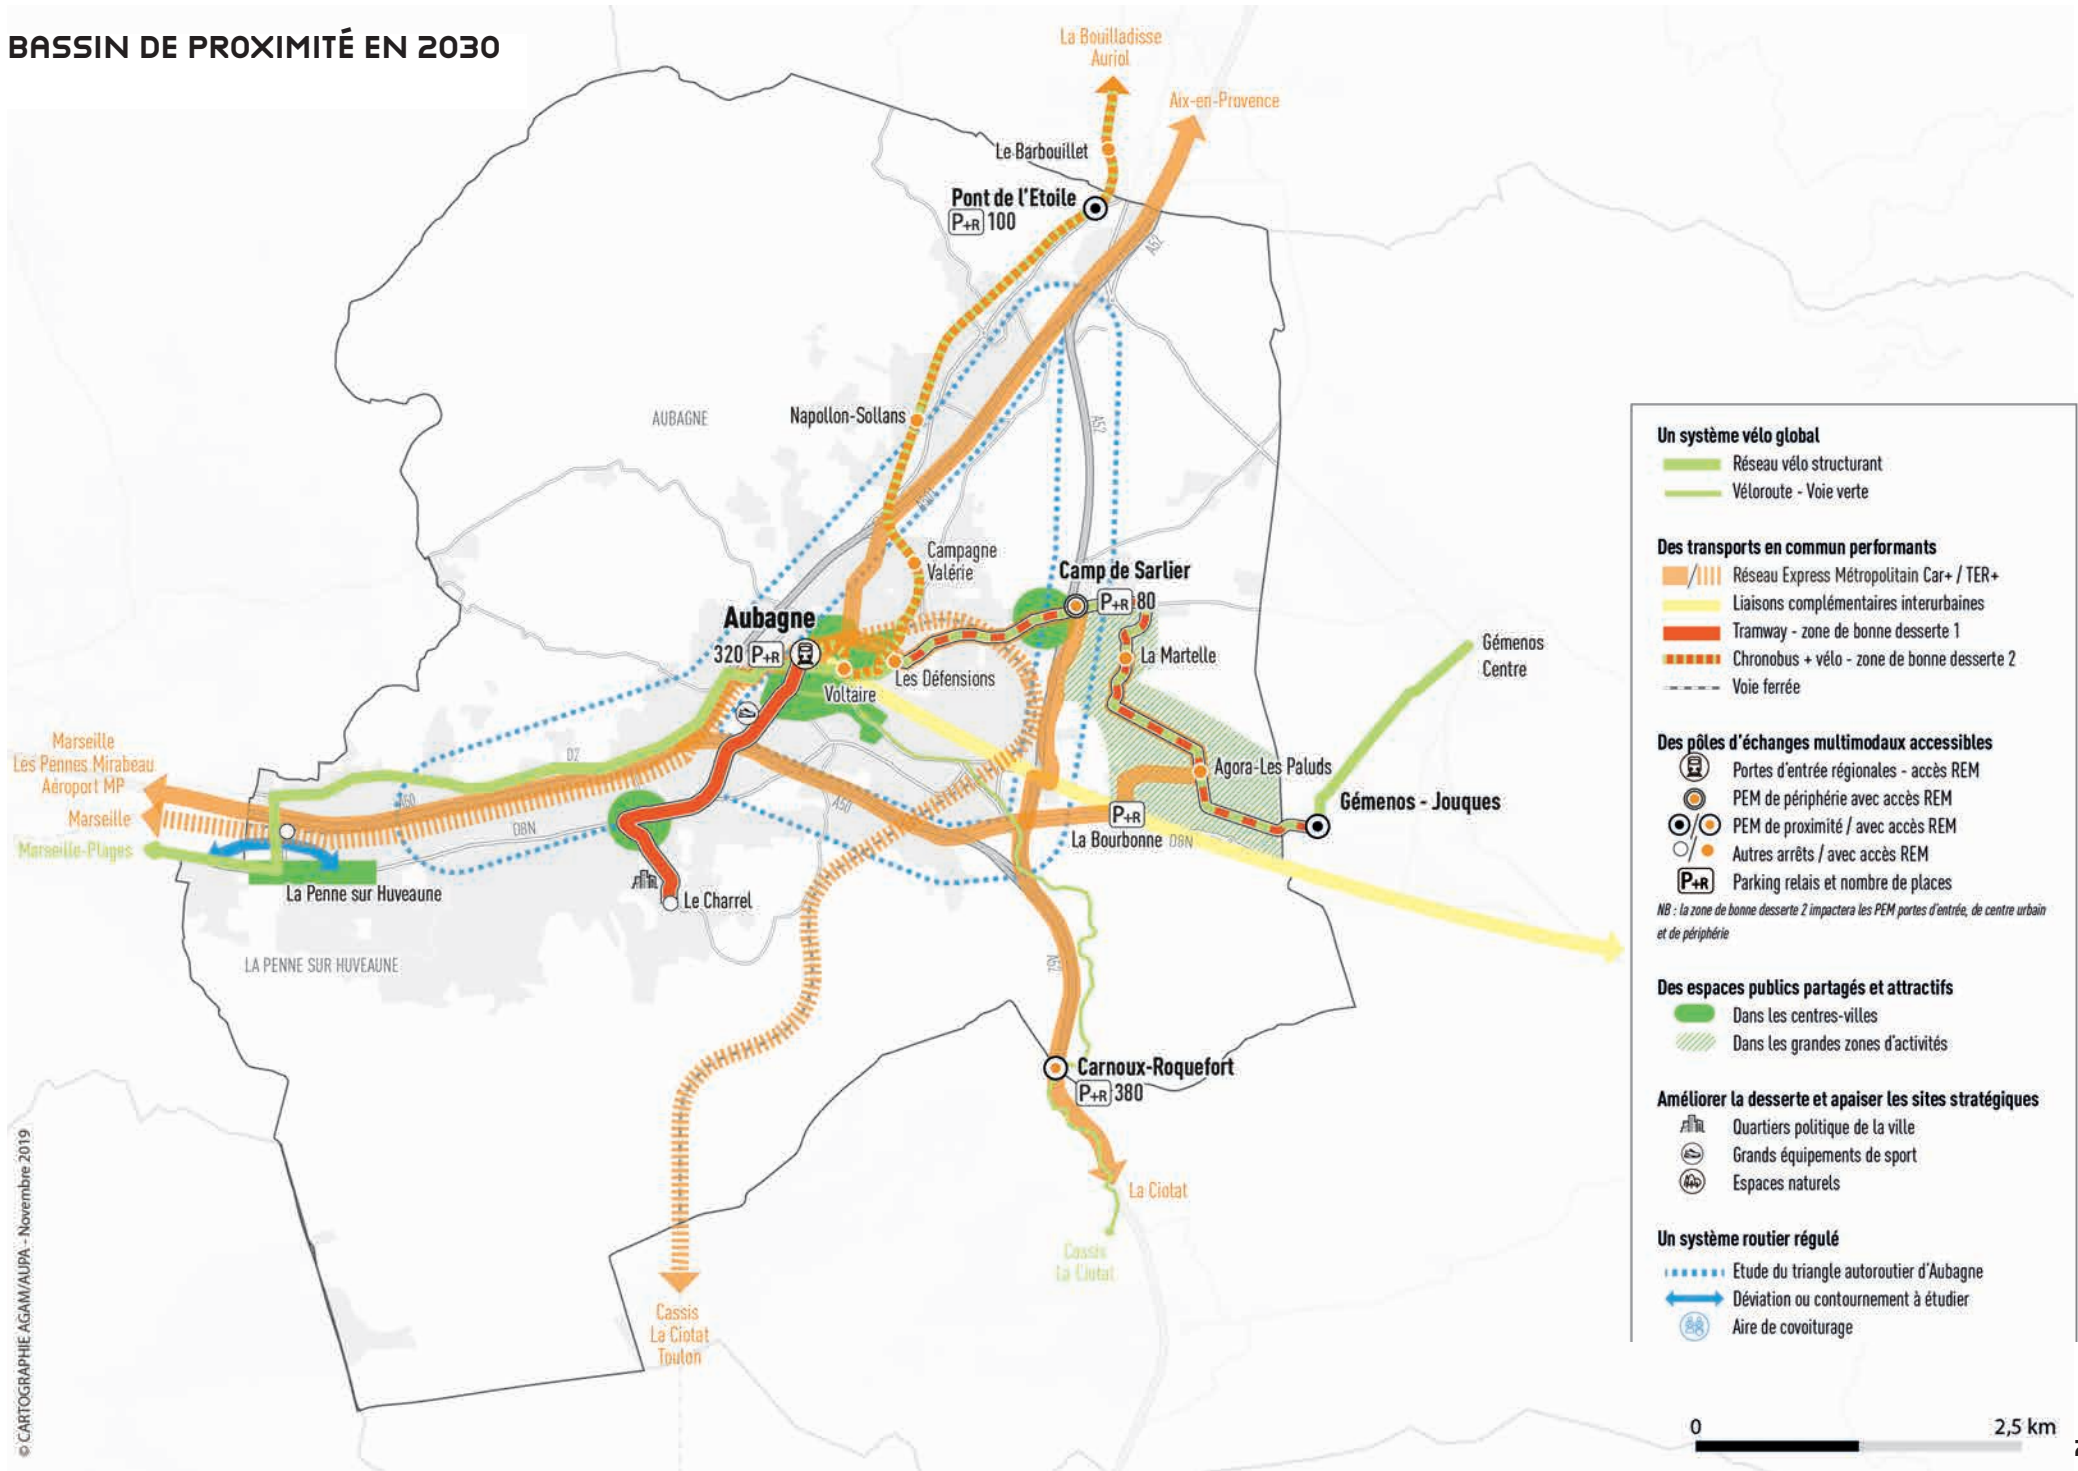 BASSIN DE PROXIMITÉ EN 2030
La Bouilladisse
Auriol
Aix-en-Provence
Le Barbouillet
Pont de l'Etoile
P+R 100
A52
AUBAGNE
Napollon-Sollans
A52
A501
Campagne
Valérie
Camp de Sarlier
P+R 80
Aubagne
320 P+R
La Martelle
Les Défensions
Voltaire
Gémenos
Centre
Marseille
Les Pennes Mirabeau
Aéroport MP
Marseille
Marseille-Plages
D2
A50
D8N
A50
Agora-Les Paluds
Gémenos - Jouques
P+R
La Bourbonne
D8N
La Penne sur Huveaune
Le Charrel
LA PENNE SUR HUVEAUNE
A52
Carnoux-Roquefort
P+R 380
La Ciotat
Cassis
La Ciotat
Cassis
La Ciotat
Toulon
Un système vélo global
Réseau vélo structurant
Véloroute - Voie verte
Des transports en commun performants
Réseau Express Métropolitain Car+ / TER+
Liaisons complémentaires interurbaines
Tramway - zone de bonne desserte 1
Chronobus + vélo - zone de bonne desserte 2
Voie ferrée
Des pôles d'échanges multimodaux accessibles
Portes d'entrée régionales - accès REM
PEM de périphérie avec accès REM
PEM de proximité / avec accès REM
Autres arrêts / avec accès REM
P+R Parking relais et nombre de places
NB : la zone de bonne desserte 2 impactera les PEM portes d'entrée, de centre urbain
et de périphérie
Des espaces publics partagés et attractifs
Dans les centres-villes
Dans les grandes zones d'activités
Améliorer la desserte et apaiser les sites stratégiques
Quartiers politique de la ville
Grands équipements de sport
Espaces naturels
Un système routier régulé
Etude du triangle autoroutier d'Aubagne
Déviation ou contournement à étudier
Aire de covoiturage
0 2,5 km
© CARTOGRAPHIE AGAM/AUPA - Novembre 2019